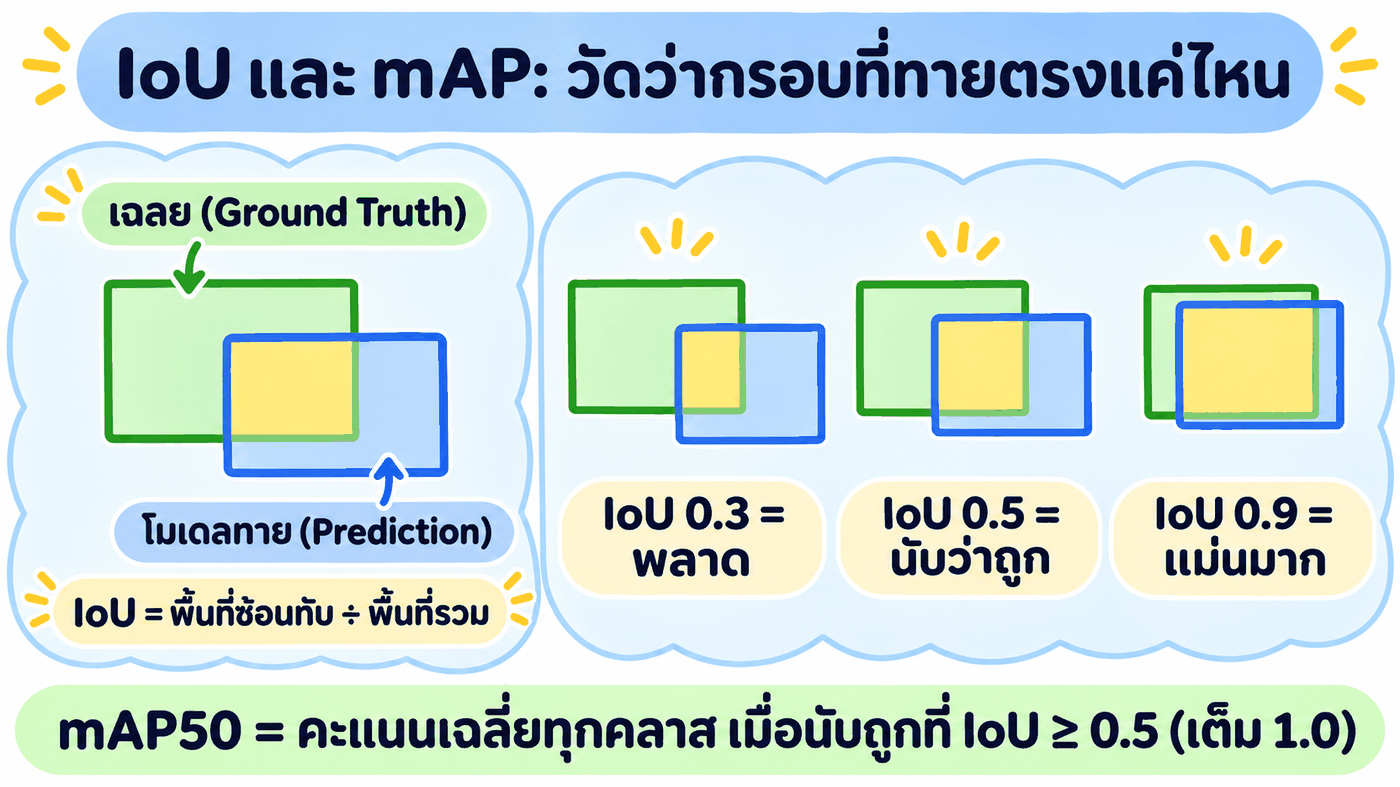 IoU และ mAP: วัดว่ากรอบที่ทายตรงแค่ไหน
เฉลย (Ground Truth)
โมเดลทาย (Prediction)
IoU = พื้นที่ซ้อนทับ ÷ พื้นที่รวม
IoU 0.3 =
พลาด
IoU 0.5 =
นับว่าถูก
IoU 0.9 =
แม่นมาก
mAP50 = คะแนนเฉลี่ยทุกคลาส เมื่อนับถูกที่ IoU ≥ 0.5 (เต็ม 1.0)